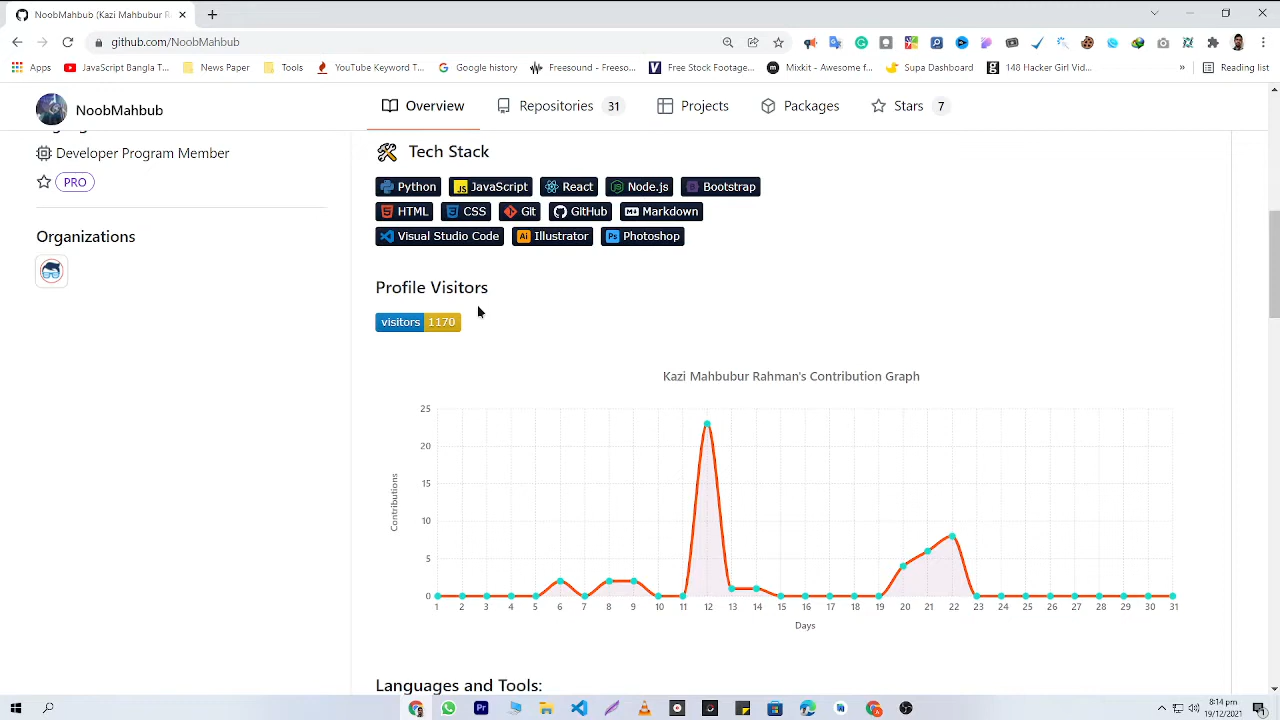 NoobMahbub (Kazi Mahbubur R
github.com/NoobMahbub
Apps JavaScript Bangla T... News Paper Tools YouTube Keyword T... Google history Freesound - Freeso... Free Stock Footage... Mixkit - Awesome f... Supa Dashboard 148 Hacker Girl Vid... » Reading list
NoobMahbub
Overview Repositories 31 Projects Packages Stars 7
Developer Program Member
PRO
Organizations
Tech Stack
Python JavaScript React Node.js Bootstrap
HTML CSS Git GitHub Markdown
Visual Studio Code Illustrator Photoshop
Profile Visitors
visitors 1170
Kazi Mahbubur Rahman's Contribution Graph
25
20
15
10
5
0
Contributions
1 2 3 4 5 6 7 8 9 10 11 12 13 14 15 16 17 18 19 20 21 22 23 24 25 26 27 28 29 30 31
Days
Languages and Tools:
8:14 pm
19/12/2021